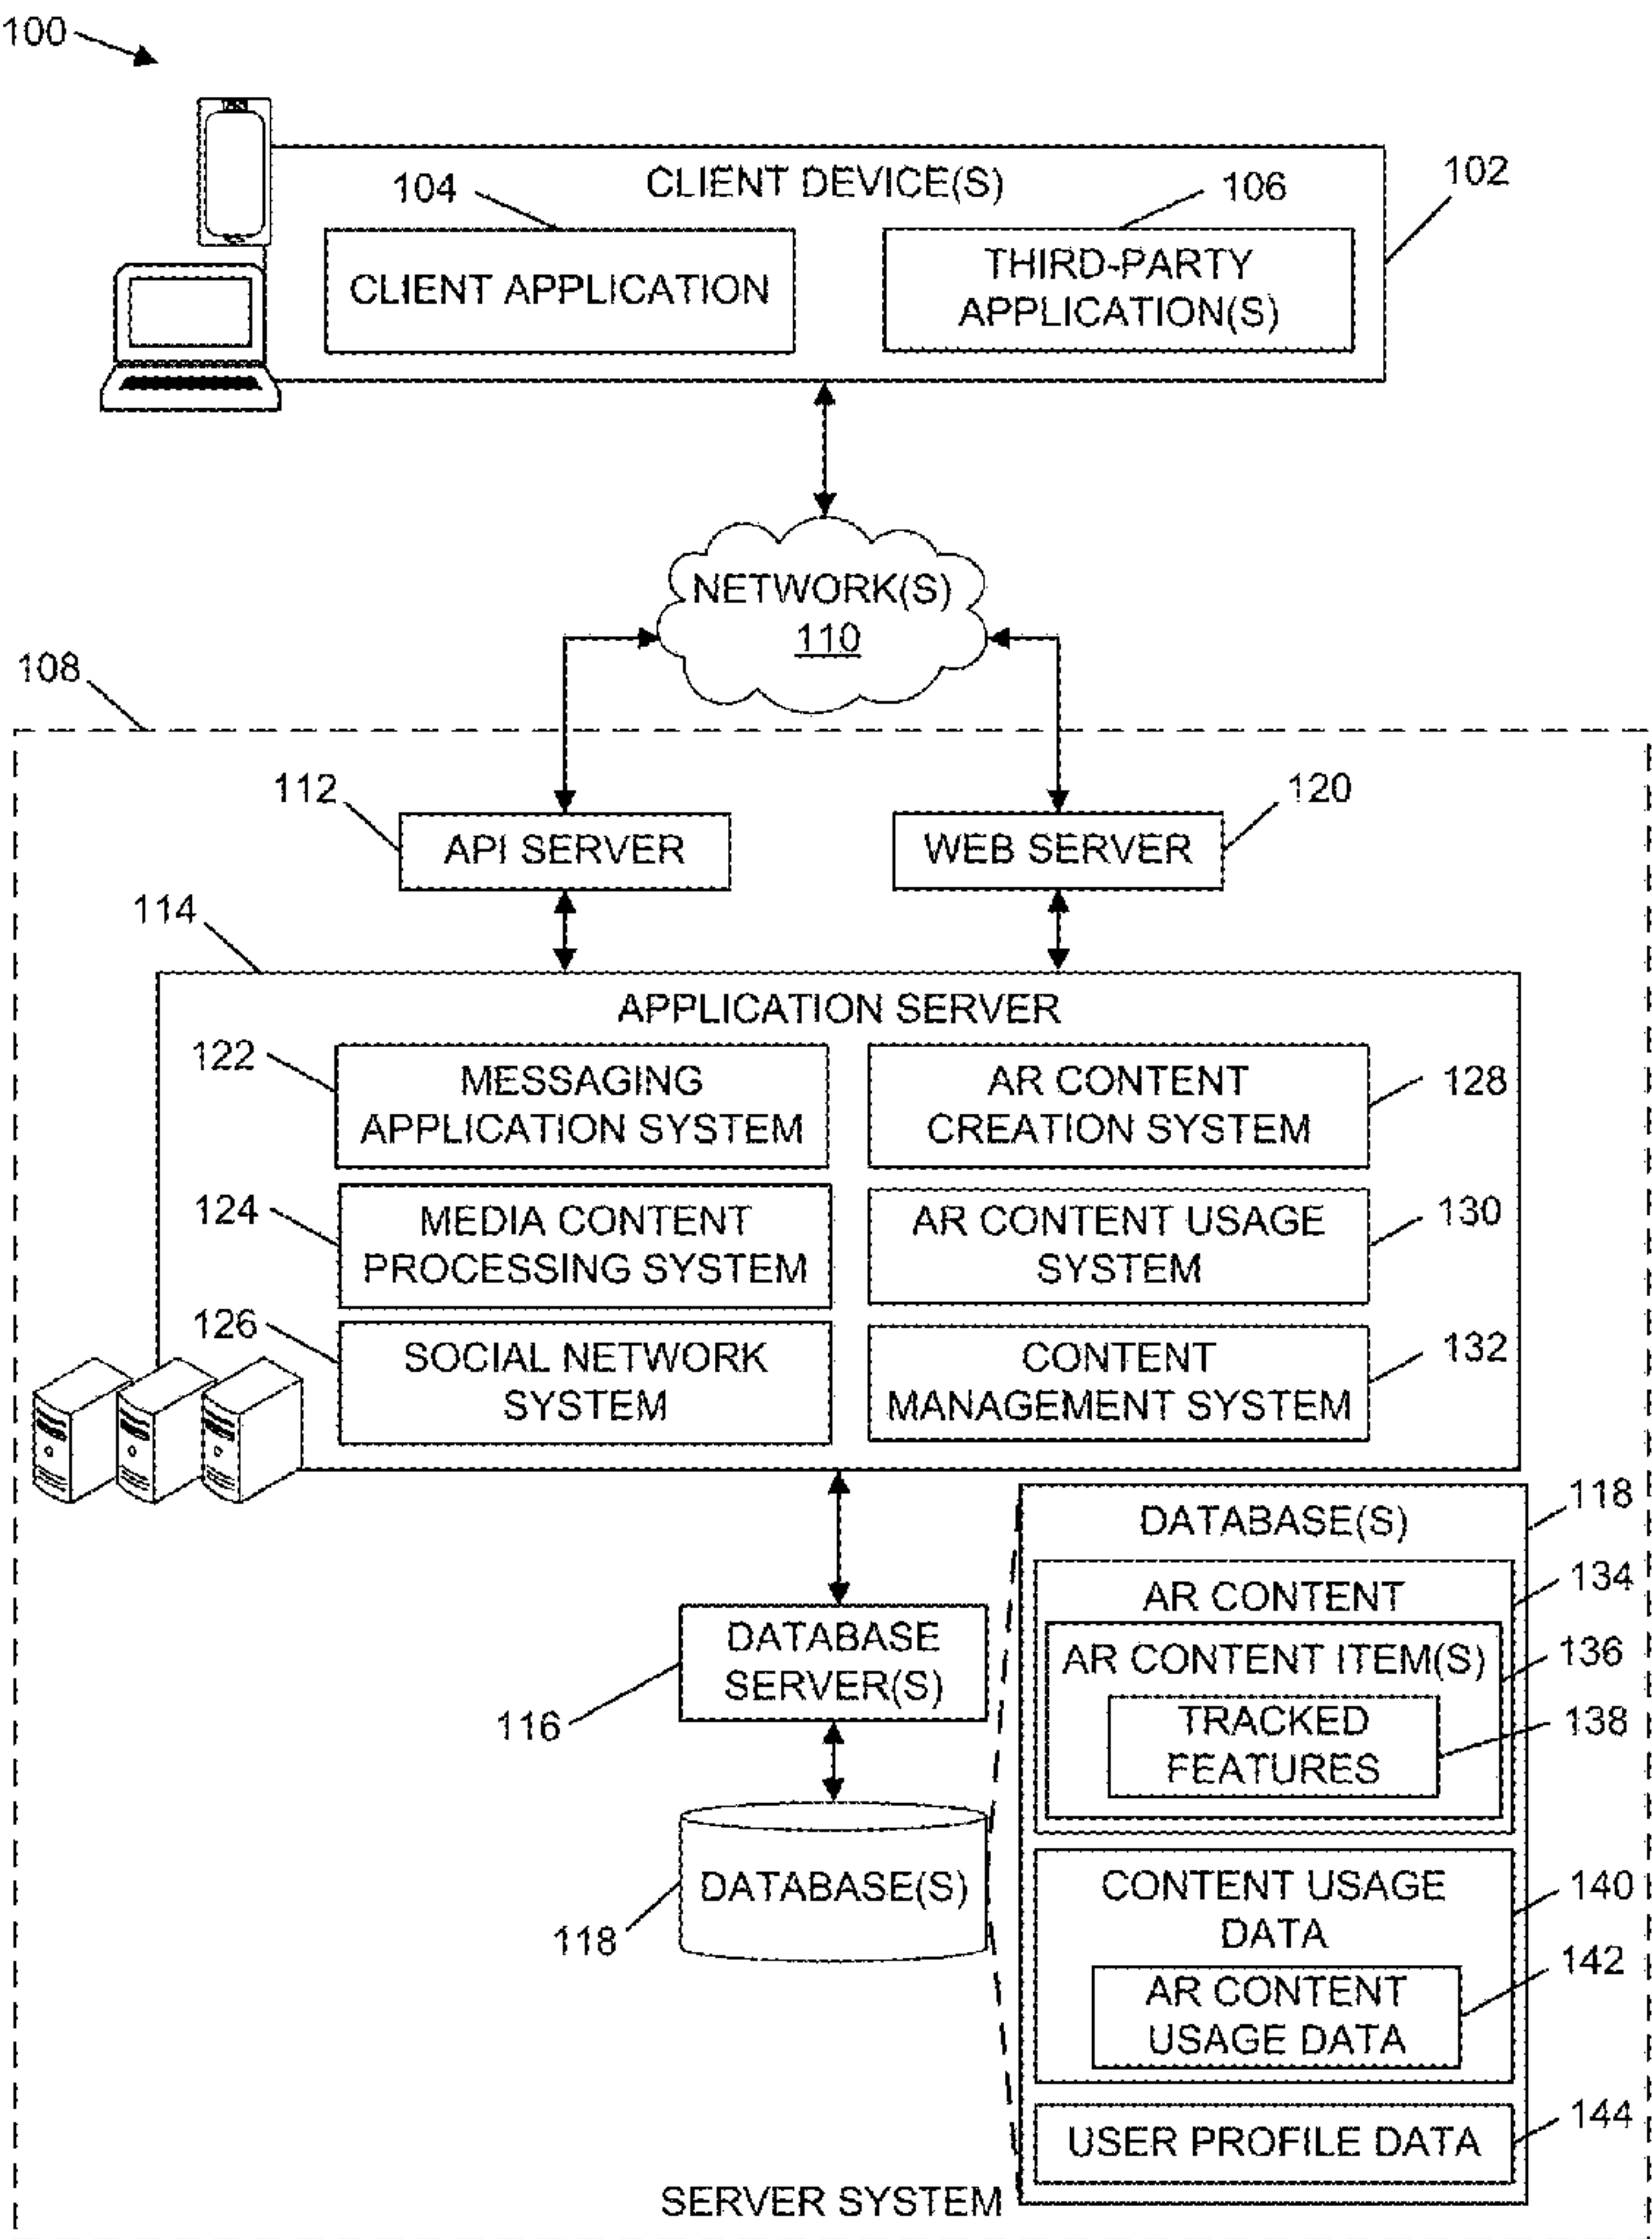 100
CLIENT DEVICE(S)
102
104
106
CLIENT APPLICATION
THIRD-PARTY
APPLICATION(S)
NETWORK(S)
110
108
112
120
API SERVER
WEB SERVER
114
APPLICATION SERVER
122
MESSAGING
APPLICATION SYSTEM
AR CONTENT
CREATION SYSTEM
128
124
MEDIA CONTENT
PROCESSING SYSTEM
AR CONTENT USAGE
SYSTEM
130
126
SOCIAL NETWORK
SYSTEM
CONTENT
MANAGEMENT SYSTEM
132
DATABASE(S)
118
AR CONTENT
134
AR CONTENT ITEM(S)
136
TRACKED
FEATURES
138
DATABASE
SERVER(S)
116
DATABASE(S)
118
CONTENT USAGE
DATA
140
AR CONTENT
USAGE DATA
142
USER PROFILE DATA
144
SERVER SYSTEM